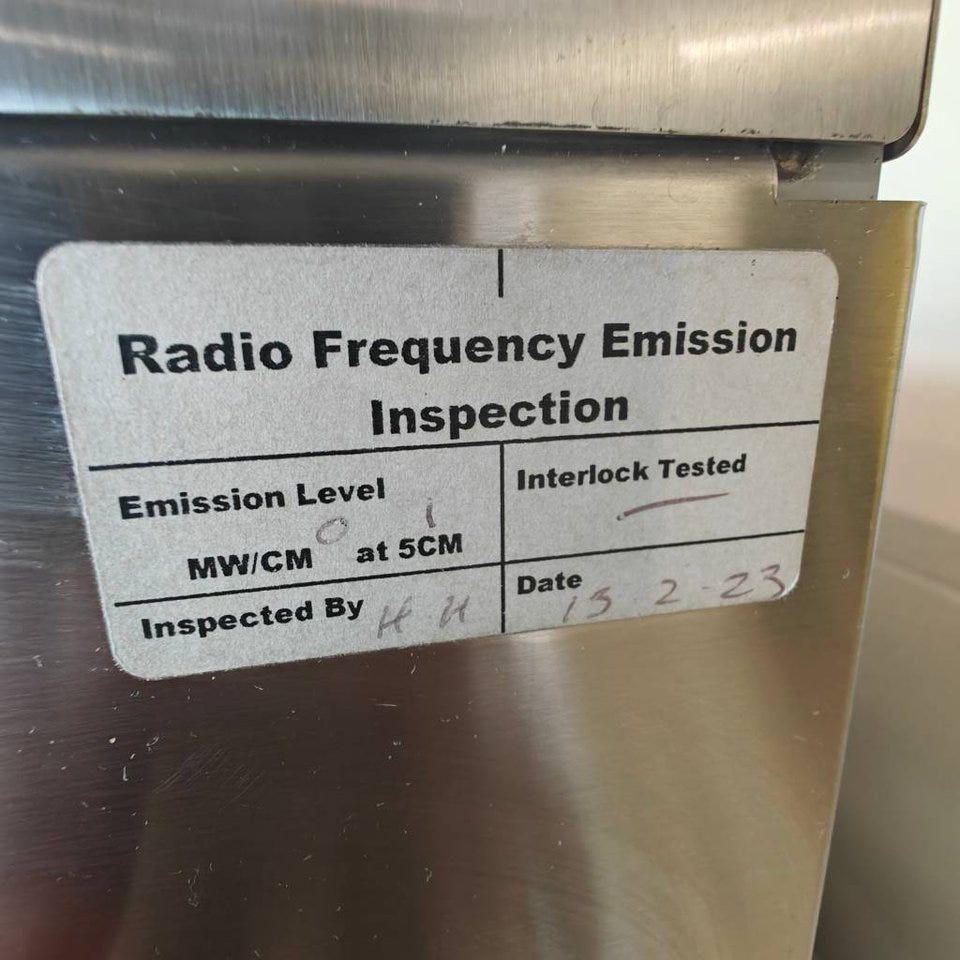 Radio Frequency Emission
Inspection
Emission Level
0 1
MW/CM at 5CM
Interlock Tested
Inspected By H H
Date 15 2-23